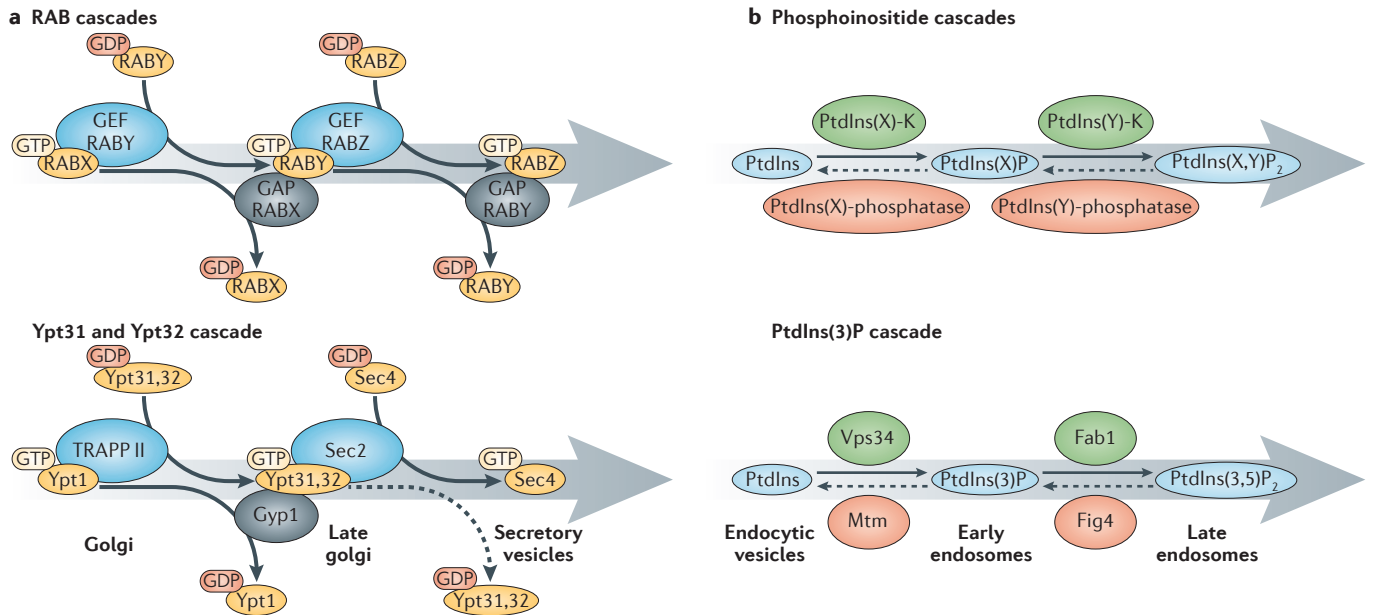 a RAB cascades
GDP
RABY
GDP
RABZ
GTP
RABX
GEF
RABY
GTP
RABY
GEF
RABZ
GTP
RABZ
GAP
RABX
GAP
RABY
GDP
RABX
GDP
RABY
Ypt31 and Ypt32 cascade
GDP
Ypt31,32
GDP
Sec4
GTP
Ypt1
TRAPP II
GTP
Ypt31,32
Sec2
GTP
Sec4
Gyp1
Golgi
Late
golgi
Secretory
vesicles
GDP
Ypt1
GDP
Ypt31,32
b Phosphoinositide cascades
PtdIns(X)-K
PtdIns(Y)-K
PtdIns
PtdIns(X)P
PtdIns(X,Y)P2
PtdIns(X)-phosphatase
PtdIns(Y)-phosphatase
PtdIns(3)P cascade
Vps34
Fab1
PtdIns
PtdIns(3)P
PtdIns(3,5)P2
Mtm
Fig4
Endocytic
vesicles
Early
endosomes
Late
endosomes